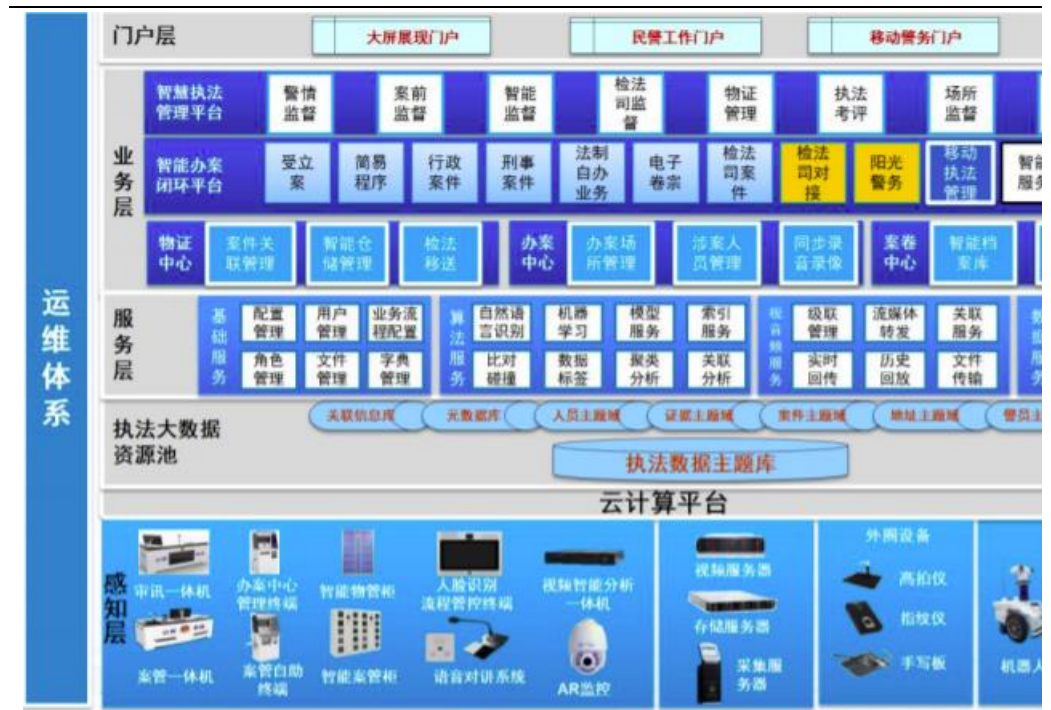 门户层
大屏展现门户
民警工作门户
移动警务门户
运维体系
业务层
智慧执法
管理平台
警情
监督
案前
监督
智能
监督
检法
司监
督
物证
管理
执法
考评
场所
监督
智能办案
闭环平台
受立
案
简易
程序
行政
案件
刑事
案件
法制
自办
业务
电子
卷宗
检法
司案
件
检法
司对
接
阳光
警务
移动
执法
管理
智能
服务
物证
中心
案件关
联管理
智能仓
储管理
检法
移送
办案
中心
办案场
所管理
涉案人
员管理
同步录
音录像
案卷
中心
智能档
案库
服务层
基础服务
配置
管理
用户
管理
业务流
程配置
角色
管理
文件
管理
字典
管理
算法服务
自然语
言识别
机器
学习
模型
服务
索引
服务
比对
碰撞
数据
标签
聚类
分析
关联
分析
视音频服务
级联
管理
流媒体
转发
关联
服务
实时
回传
历史
回放
文件
传输
数据服务
执法大数据
资源池
关联信息库
元数据库
人员主题域
证据主题域
案件主题域
地址主题域
警员主
执法数据主题库
云计算平台
感知层
审讯一体机
办案中心
管理终端
智能物管柜
人脸识别
流程管控终端
视频智能分析
一体机
案管一体机
案管自助
终端
智能案管柜
语音对讲系统
AR监控
视频服务器
存储服务器
采集服
务器
外围设备
高拍仪
指纹仪
手写板
机器人